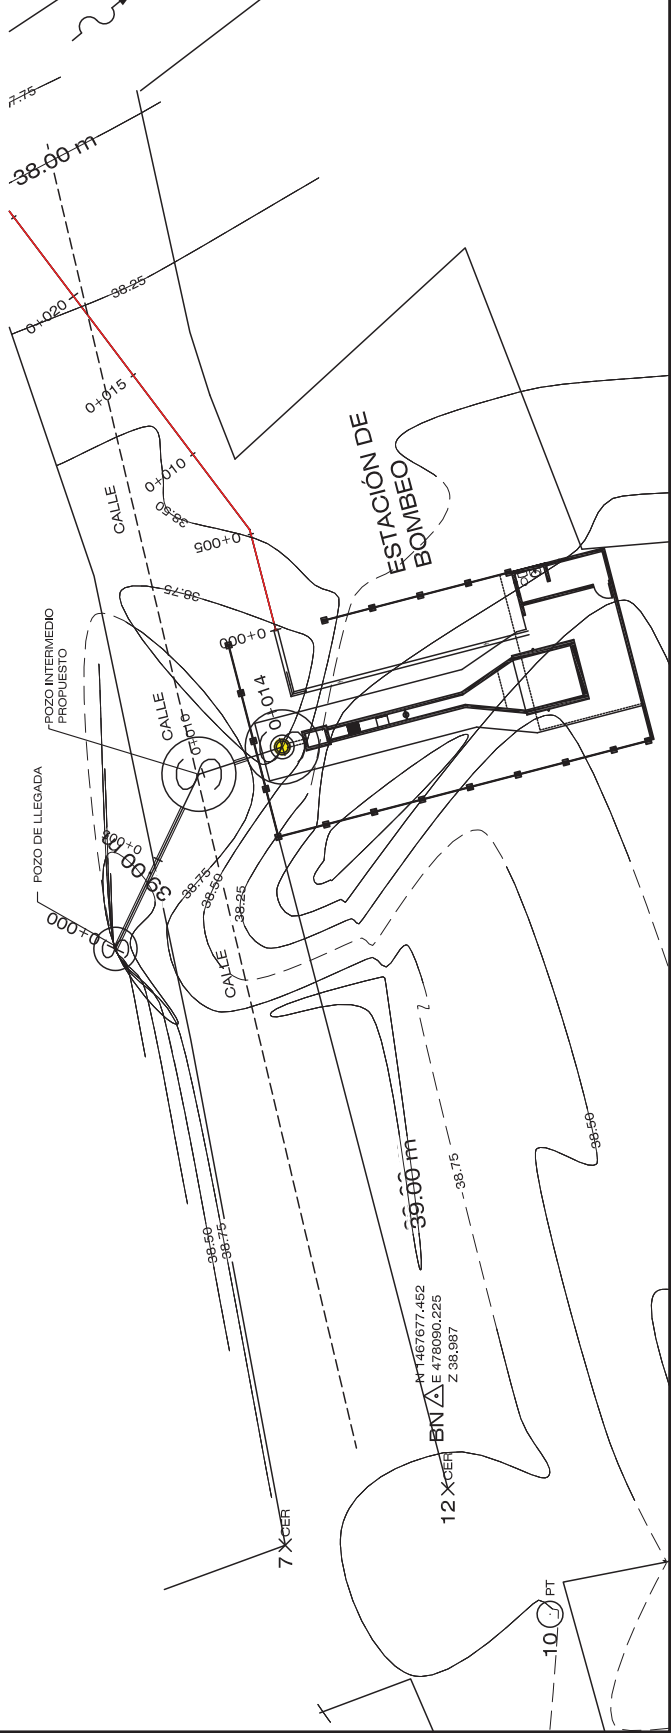 7.75
38.00 m
38.25
0+020
0+015
0+010
38.50
0+005
CALLE
ESTACIÓN DE
BOMBEO
38.75
0+000
POZO INTERMEDIO
PROPUESTO
CALLE
0+010
0+014
POZO DE LLEGADA
0+005
39.00
0+000
38.75
38.50
38.25
CALLE
39.00 m
38.75
38.50
38.50
38.75
BN
N 1467677.452
E 478090.225
Z 38.987
7 X CER
12 X CER
10
PT